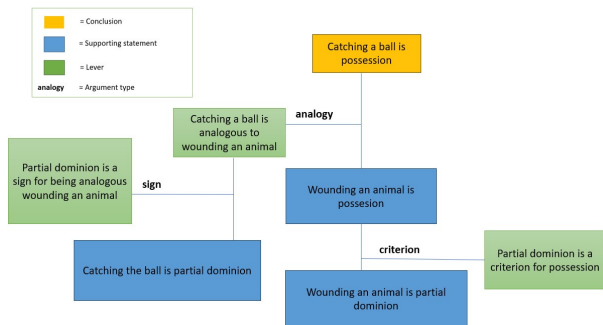 = Conclusion
= Supporting statement
= Lever
analogy = Argument type
Catching a ball is
possession
Catching a ball is
analogous to
wounding an animal
analogy
Partial dominion is a
sign for being analogous
wounding an animal
sign
Wounding an animal is
possesion
Catching the ball is partial dominion
criterion
Partial dominion is a
criterion for possession
Wounding an animal is partial
dominion